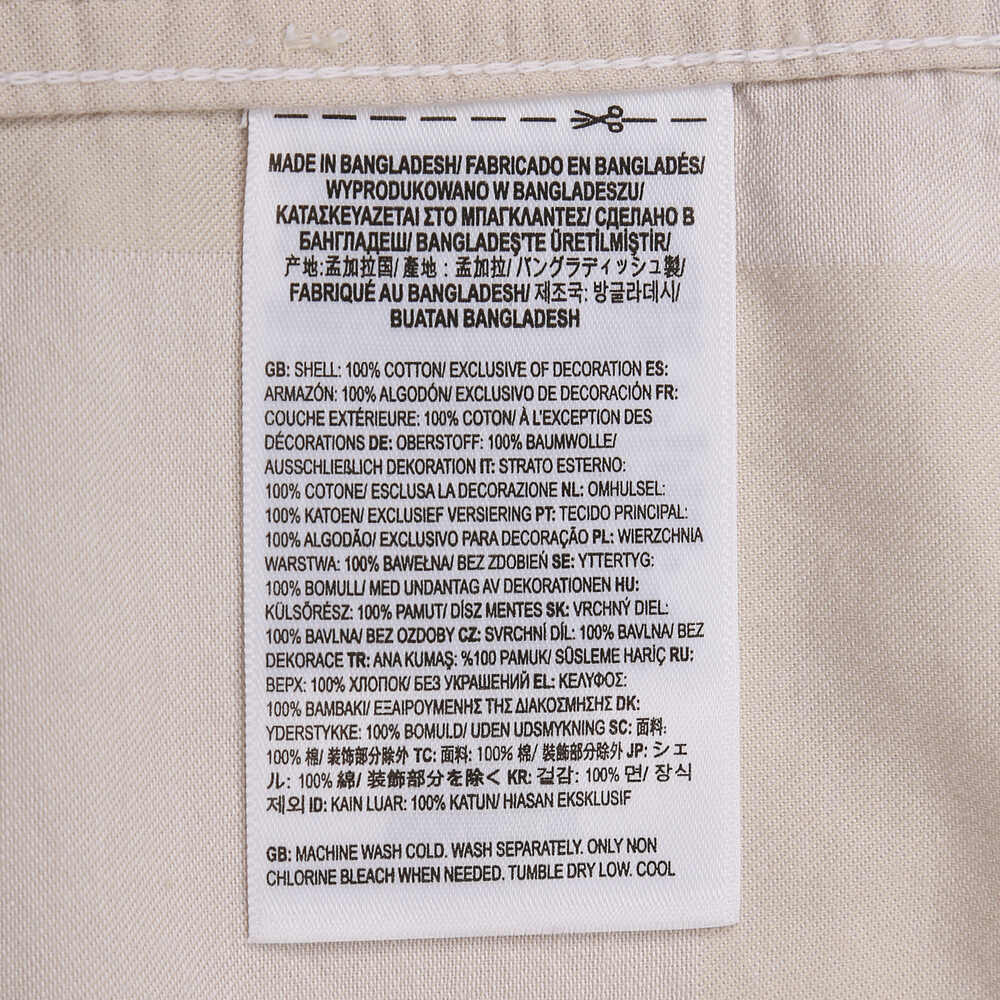 MADE IN BANGLADESH/ FABRICADO EN BANGLADÉS/
WYPRODUKOWANO W BANGLADESZU/
ΚΑΤΑΣΚΕΥΑΖΕΤΑΙ ΣΤΟ ΜΠΑΓΚΛΑΝΤΕΣ/ СДЕЛАНО В
БАНГЛАДЕШ/ BANGLADEŞ'TE ÜRETİLMİŞTİR/
产地:孟加拉国/ 產地：孟加拉/ バングラディッシュ製/
FABRIQUÉ AU BANGLADESH/ 제조국: 방글라데시/
BUATAN BANGLADESH
GB: SHELL: 100% COTTON/ EXCLUSIVE OF DECORATION ES:
ARMAZÓN: 100% ALGODÓN/ EXCLUSIVO DE DECORACIÓN FR:
COUCHE EXTÉRIEURE: 100% COTON/ À L'EXCEPTION DES
DÉCORATIONS DE: OBERSTOFF: 100% BAUMWOLLE/
AUSSCHLIEßLICH DEKORATION IT: STRATO ESTERNO:
100% COTONE/ ESCLUSA LA DECORAZIONE NL: OMHULSEL:
100% KATOEN/ EXCLUSIEF VERSIERING PT: TECIDO PRINCIPAL:
100% ALGODÃO/ EXCLUSIVO PARA DECORAÇÃO PL: WIERZCHNIA
WARSTWA: 100% BAWEŁNA/ BEZ ZDOBIEŃ SE: YTTERTYG:
100% BOMULL/ MED UNDANTAG AV DEKORATIONEN HU:
KÜLSŐRÉSZ: 100% PAMUT/ DÍSZ MENTES SK: VRCHNÝ DIEL:
100% BAVLNA/ BEZ OZDOBY CZ: SVRCHNÍ DÍL: 100% BAVLNA/ BEZ
DEKORACE TR: ANA KUMAŞ: %100 PAMUK/ SÜSLEME HARİÇ RU:
ВЕРХ: 100% ХЛОПОК/ БЕЗ УКРАШЕНИЙ EL: ΚΕΛΥΦΟΣ:
100% ΒΑΜΒΑΚΙ/ ΕΞΑΙΡΟΥΜΕΝΗΣ ΤΗΣ ΔΙΑΚΟΣΜΗΣΗΣ DK:
YDERSTYKKE: 100% BOMULD/ UDEN UDSMYKNING SC: 面料:
100% 棉/ 装饰部分除外 TC: 面料: 100% 棉/ 裝飾部分除外 JP: シェ
ル: 100% 綿/ 装飾部分を除く KR: 겉감: 100% 면/ 장식
제외 ID: KAIN LUAR: 100% KATUN/ HIASAN EKSKLUSIF
GB: MACHINE WASH COLD. WASH SEPARATELY. ONLY NON
CHLORINE BLEACH WHEN NEEDED. TUMBLE DRY LOW. COOL